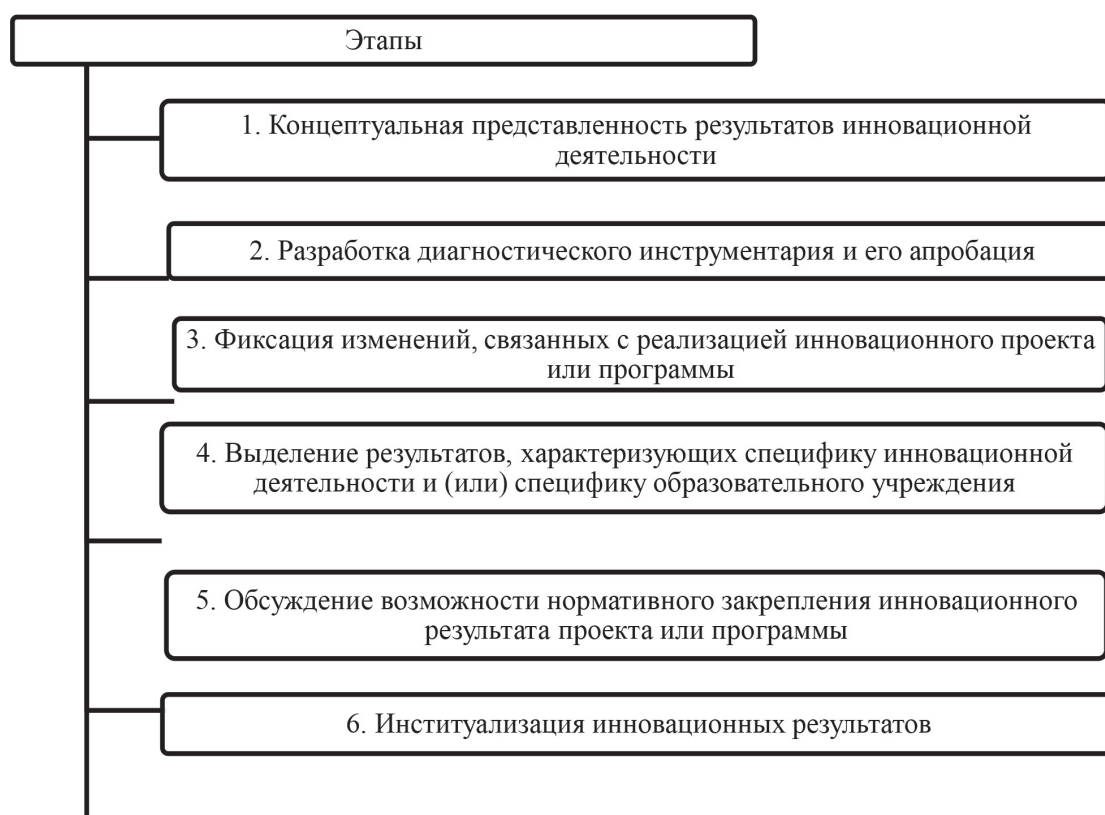 Этапы
1. Концептуальная представленность результатов инновационной
деятельности
2. Разработка диагностического инструментария и его апробация
3. Фиксация изменений, связанных с реализацией инновационного проекта
или программы
4. Выделение результатов, характеризующих специфику инновационной
деятельности и (или) специфику образовательного учреждения
5. Обсуждение возможности нормативного закрепления инновационного
результата проекта или программы
6. Институализация инновационных результатов